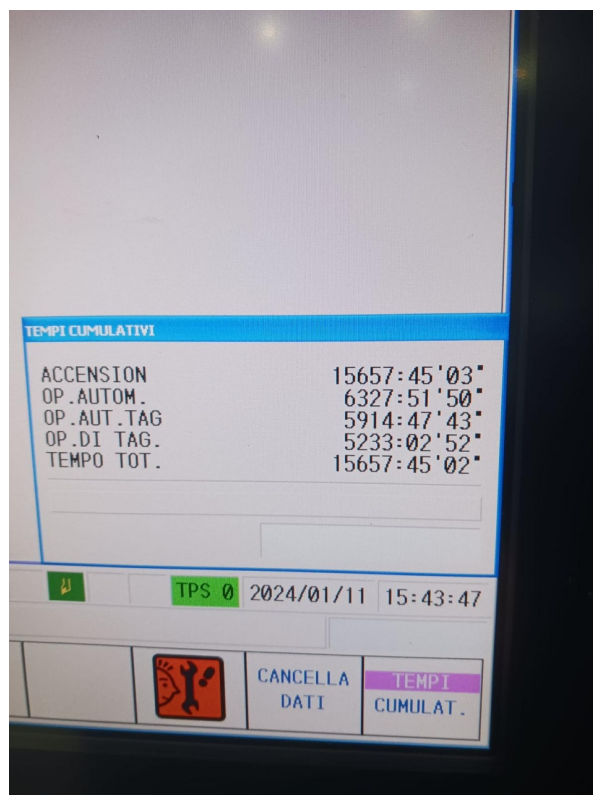 TEMPI CUMULATIVI
ACCENSION 15657:45'03"
OP.AUTOM. 6327:51'50"
OP.AUT.TAG 5914:47'43"
OP.DI TAG. 5233:02'52"
TEMPO TOT. 15657:45'02"
TPS 0 2024/01/11 15:43:47
CANCELLA DATI
TEMPI CUMULAT.